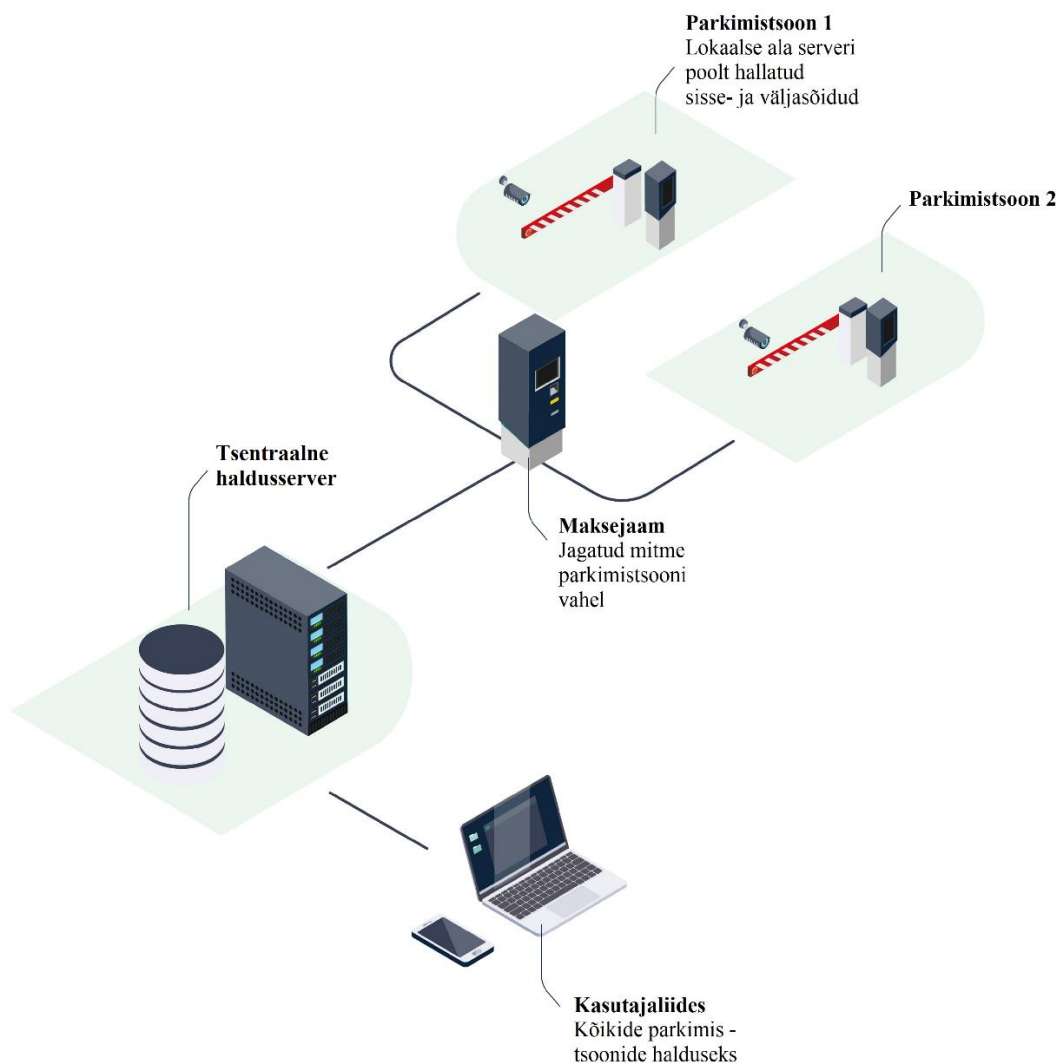 Parkimistsoon 1
Lokaalse ala serveri
poolt hallatud
sisse- ja väljasõidud
Parkimistsoon 2
Tsentraalne
haldusserver
Maksejaam
Jagatud mitme
parkimistsooni
vahel
Kasutajaliides
Kõikide parkimis -
tsoonide halduseks